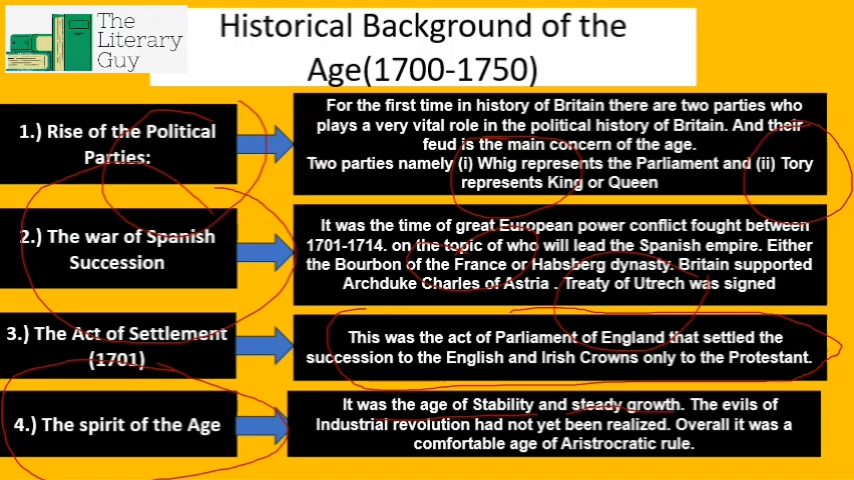 The
Literary
Guy
Historical Background of the
Age(1700-1750)
1.) Rise of the Political
Parties:
For the first time in history of Britain there are two parties who
plays a very vital role in the political history of Britain. And their
feud is the main concern of the age.
Two parties namely (i) Whig represents the Parliament and (ii) Tory
represents King or Queen
2.) The war of Spanish
Succession
It was the time of great European power conflict fought between
1701-1714. on the topic of who will lead the Spanish empire. Either
the Bourbon of the France or Habsberg dynasty. Britain supported
Archduke Charles of Astria . Treaty of Utrech was signed
3.) The Act of Settlement
(1701)
This was the act of Parliament of England that settled the
succession to the English and Irish Crowns only to the Protestant.
4.) The spirit of the Age
It was the age of Stability and steady growth. The evils of
Industrial revolution had not yet been realized. Overall it was a
comfortable age of Aristrocratic rule.